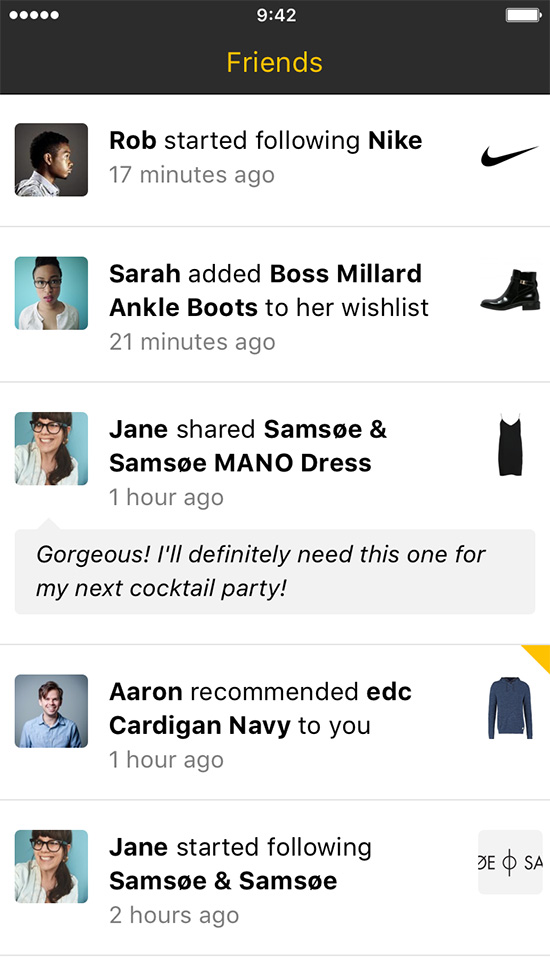 9:42
Friends
Rob started following Nike
17 minutes ago
Sarah added Boss Millard
Ankle Boots to her wishlist
21 minutes ago
Jane shared Samsøe &
Samsøe MANO Dress
1 hour ago
Gorgeous! I'll definitely need this one for
my next cocktail party!
Aaron recommended edc
Cardigan Navy to you
1 hour ago
Jane started following
Samsøe & Samsøe
2 hours ago
ØE ϕ SA